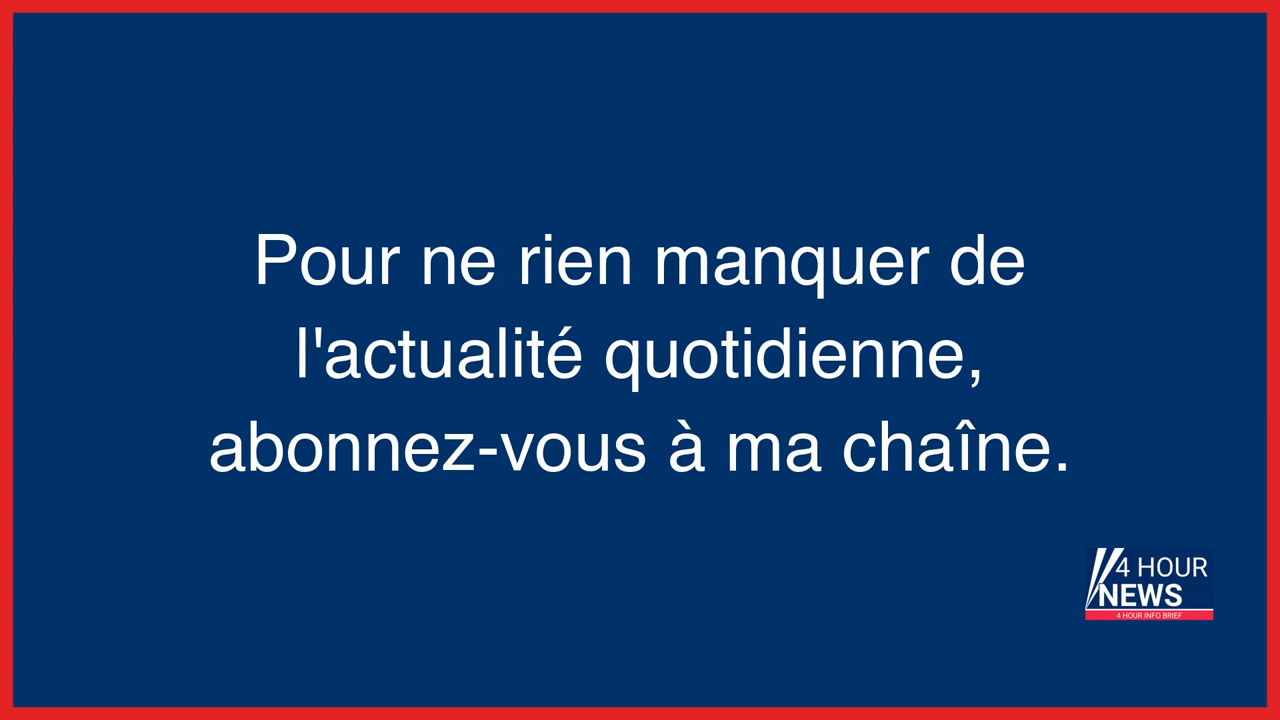 Pour ne rien manquer de
l'actualité quotidienne,
abonnez-vous à ma chaîne.
4 HOUR
NEWS
4 HOUR INFO BRIEF